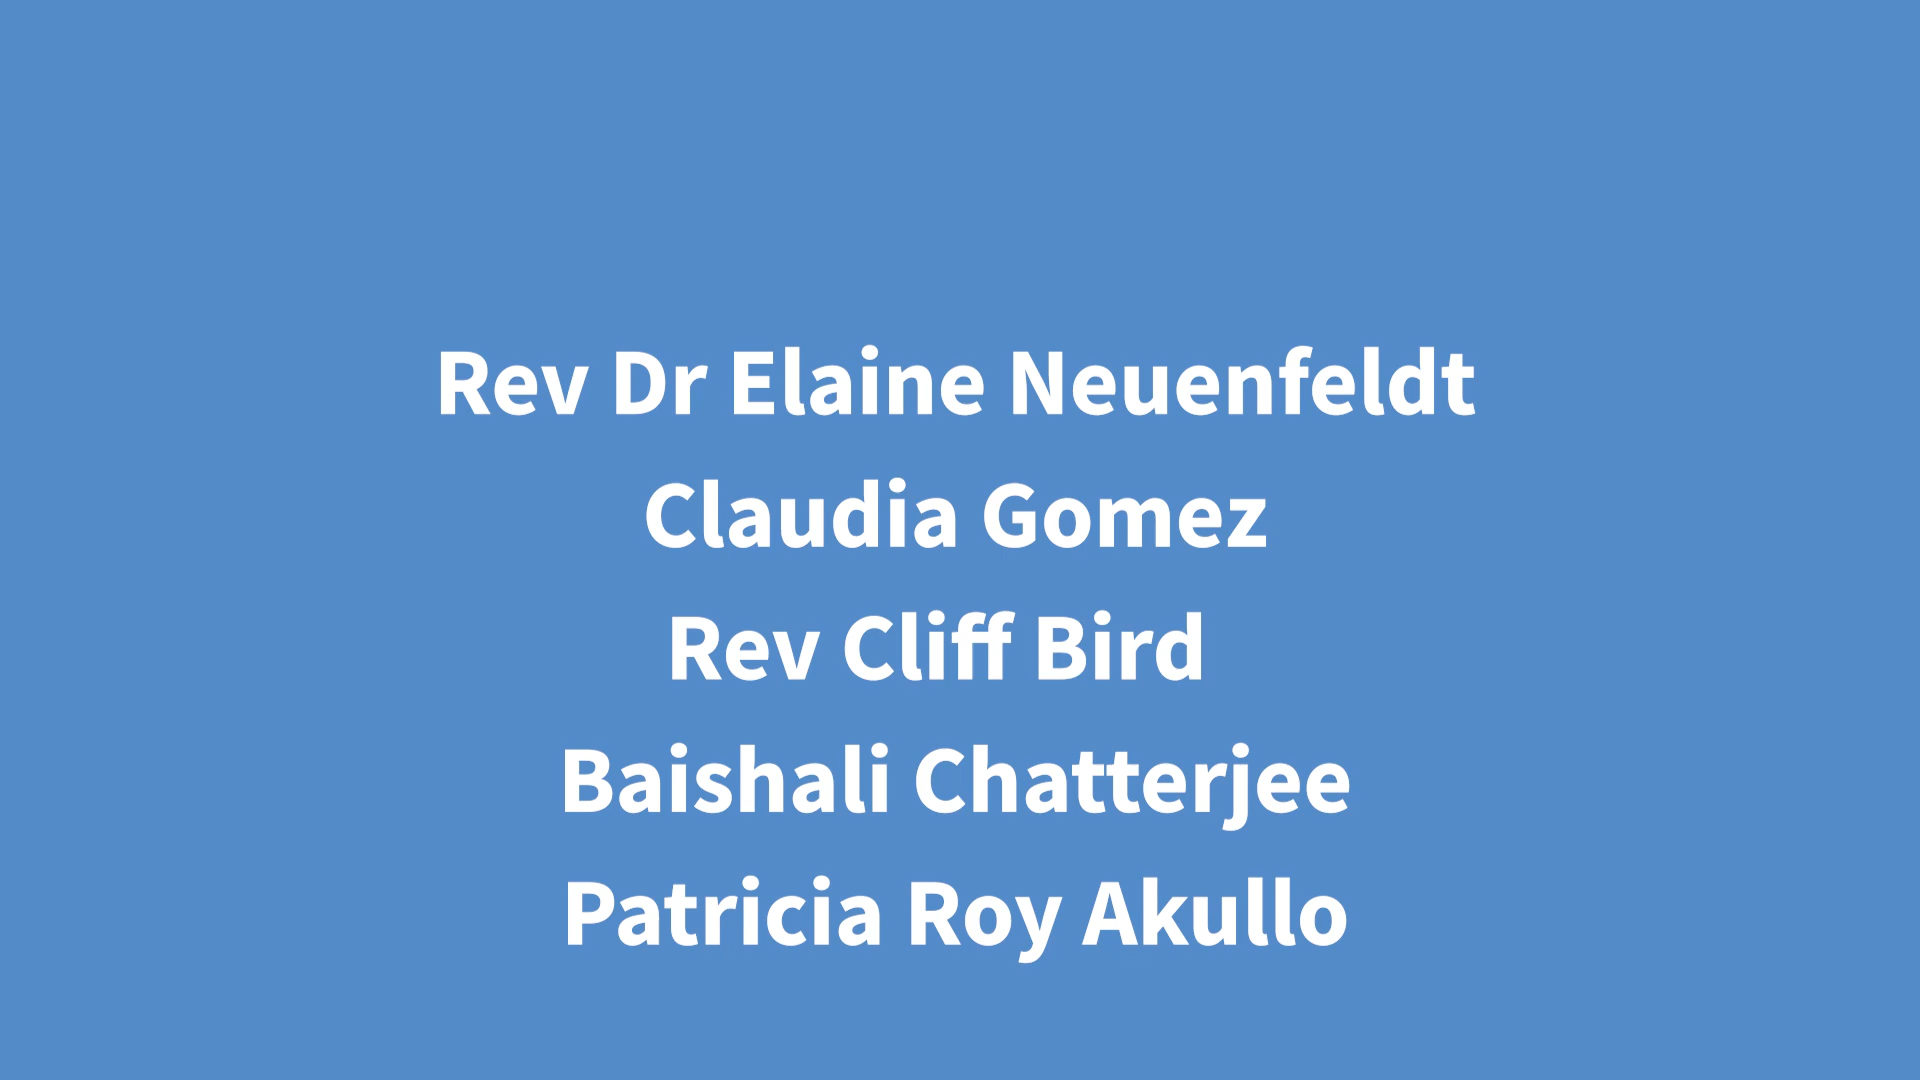 Rev Dr Elaine Neuenfeldt
Claudia Gomez
Rev Cliff Bird
Baishali Chatterjee
Patricia Roy Akullo